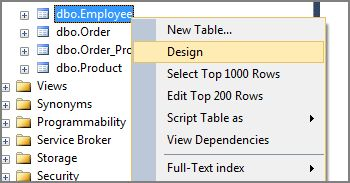 dbo.Employee
dbo.Order
dbo.Order_Pro
dbo.Product
Views
Synonyms
Programmability
Service Broker
Storage
Security
New Table...
Design
Select Top 1000 Rows
Edit Top 200 Rows
Script Table as
View Dependencies
Full-Text index